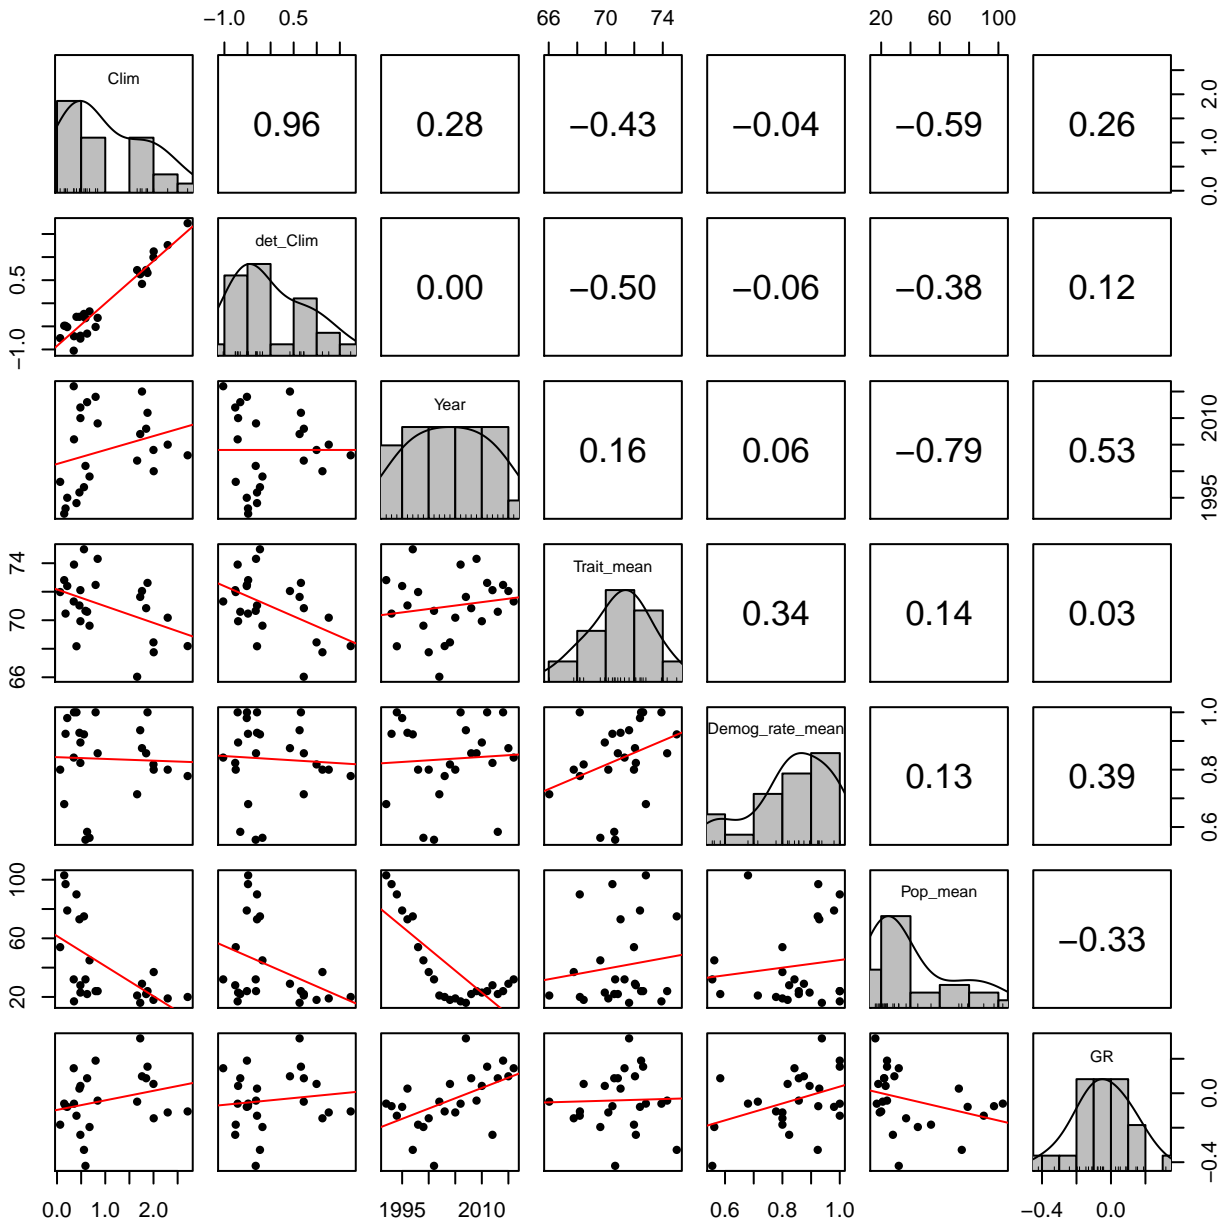 −1.0 0.5 66 70 74 20 60 100
Clim 0.96 0.28 −0.43 −0.04 −0.59 0.26 0.0 1.0 2.0
−1.0 0.5 det_Clim 0.00 −0.50 −0.06 −0.38 0.12
Year 0.16 0.06 −0.79 0.53 1995 2010
66 70 74 Trait_mean 0.34 0.14 0.03
Demog_rate_mean 0.13 0.39 0.6 0.8 1.0
20 60 100 Pop_mean −0.33
GR −0.4 0.0
0.0 1.0 2.0 1995 2010 0.6 0.8 1.0 −0.4 0.0